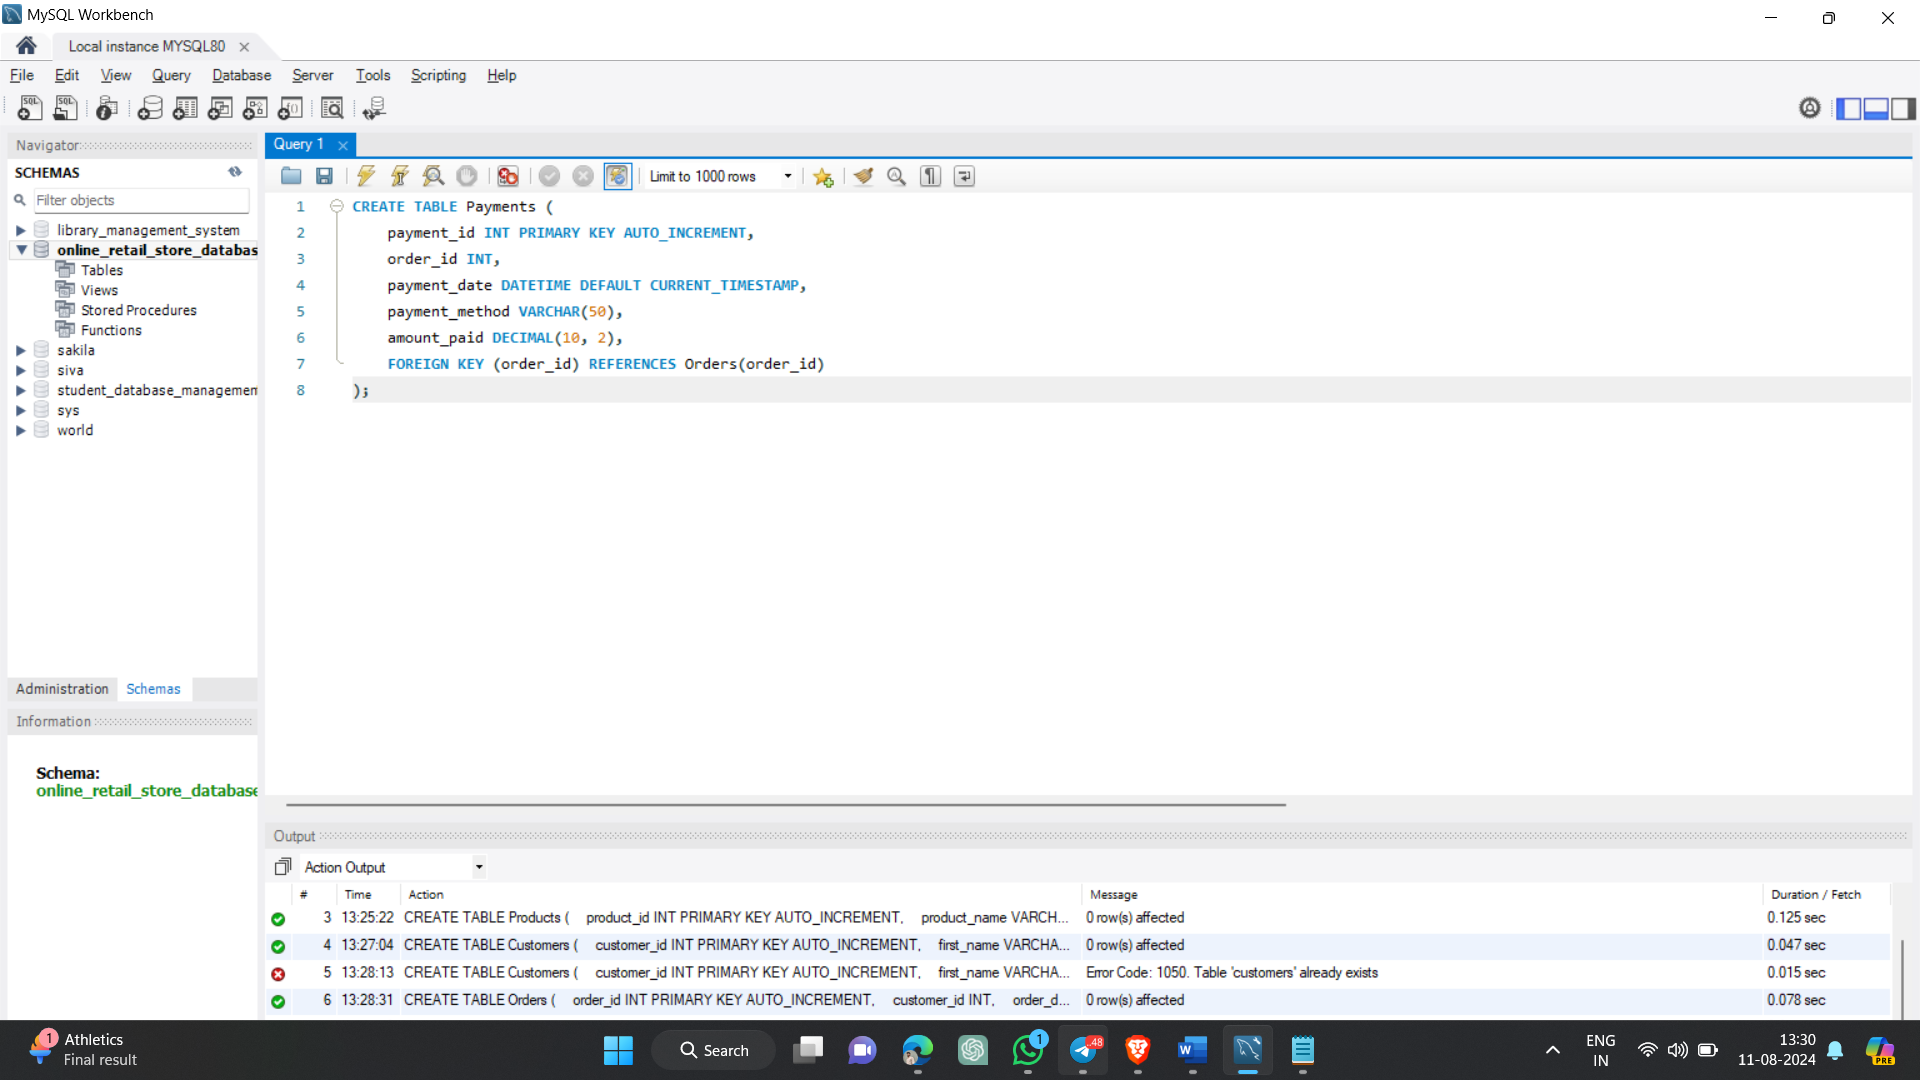 MySQL Workbench
Local instance MYSQL80
File Edit View Query Database Server Tools Scripting Help
SQL SQL
Navigator
Query 1
SCHEMAS
Limit to 1000 rows
Filter objects
library_management_system
online_retail_store_databas
Tables
Views
Stored Procedures
Functions
sakila
siva
student_database_managemen
sys
world
1 CREATE TABLE Payments (
2 payment_id INT PRIMARY KEY AUTO_INCREMENT,
3 order_id INT,
4 payment_date DATETIME DEFAULT CURRENT_TIMESTAMP,
5 payment_method VARCHAR(50),
6 amount_paid DECIMAL(10, 2),
7 FOREIGN KEY (order_id) REFERENCES Orders(order_id)
8 );
Administration Schemas
Information
Schema:
online_retail_store_database
Output
Action Output
# Time Action Message Duration / Fetch
3 13:25:22 CREATE TABLE Products ( product_id INT PRIMARY KEY AUTO_INCREMENT, product_name VARCH... 0 row(s) affected 0.125 sec
4 13:27:04 CREATE TABLE Customers ( customer_id INT PRIMARY KEY AUTO_INCREMENT, first_name VARCHA... 0 row(s) affected 0.047 sec
5 13:28:13 CREATE TABLE Customers ( customer_id INT PRIMARY KEY AUTO_INCREMENT, first_name VARCHA... Error Code: 1050. Table 'customers' already exists 0.015 sec
6 13:28:31 CREATE TABLE Orders ( order_id INT PRIMARY KEY AUTO_INCREMENT, customer_id INT, order_d... 0 row(s) affected 0.078 sec
1 Athletics
Final result
Search
1
48
W
ENG
IN
13:30
11-08-2024
PRE